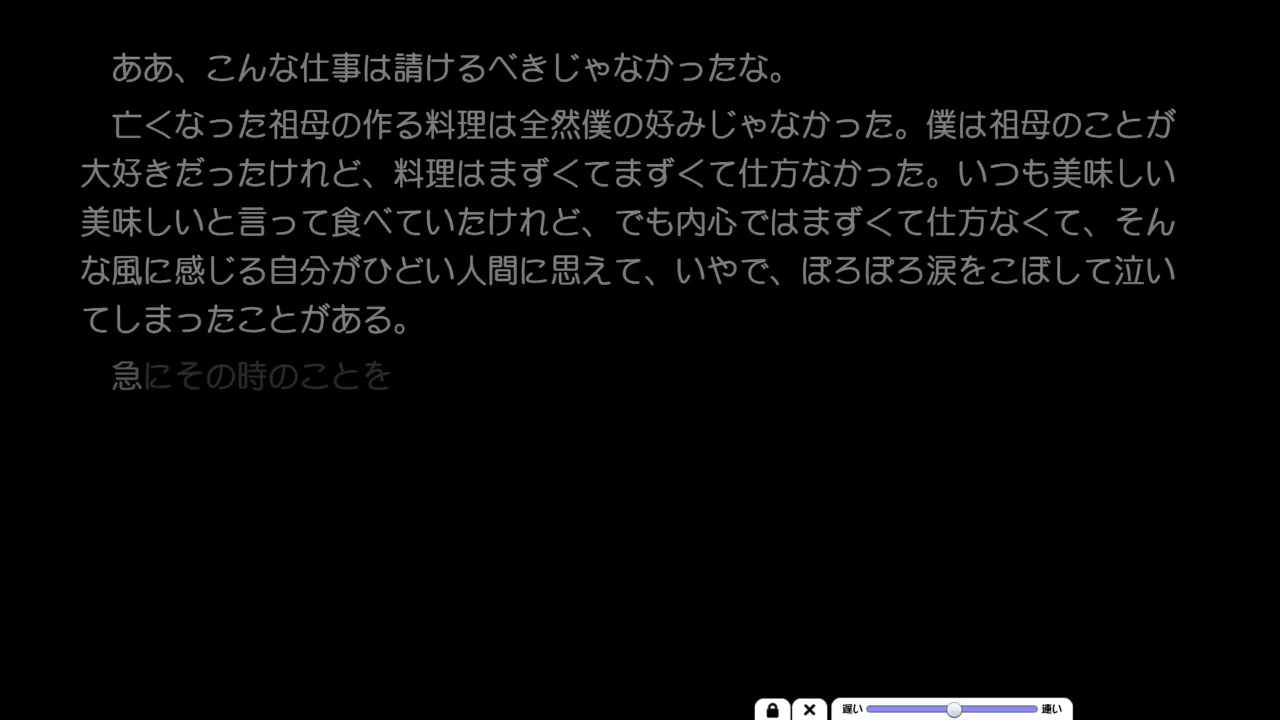 ああ、こんな仕事は請けるべきじゃなかったな。
亡くなった祖母の作る料理は全然僕の好みじゃなかった。僕は祖母のことが
大好きだったけれど、料理はまずくてまずくて仕方なかった。いつも美味しい
美味しいと言って食べていたけれど、でも内心ではまずくて仕方なくて、そん
な風に感じる自分がひどい人間に思えて、いやで、ぽろぽろ涙をこぼして泣い
てしまったことがある。
急にその時のことを
遅い 速い